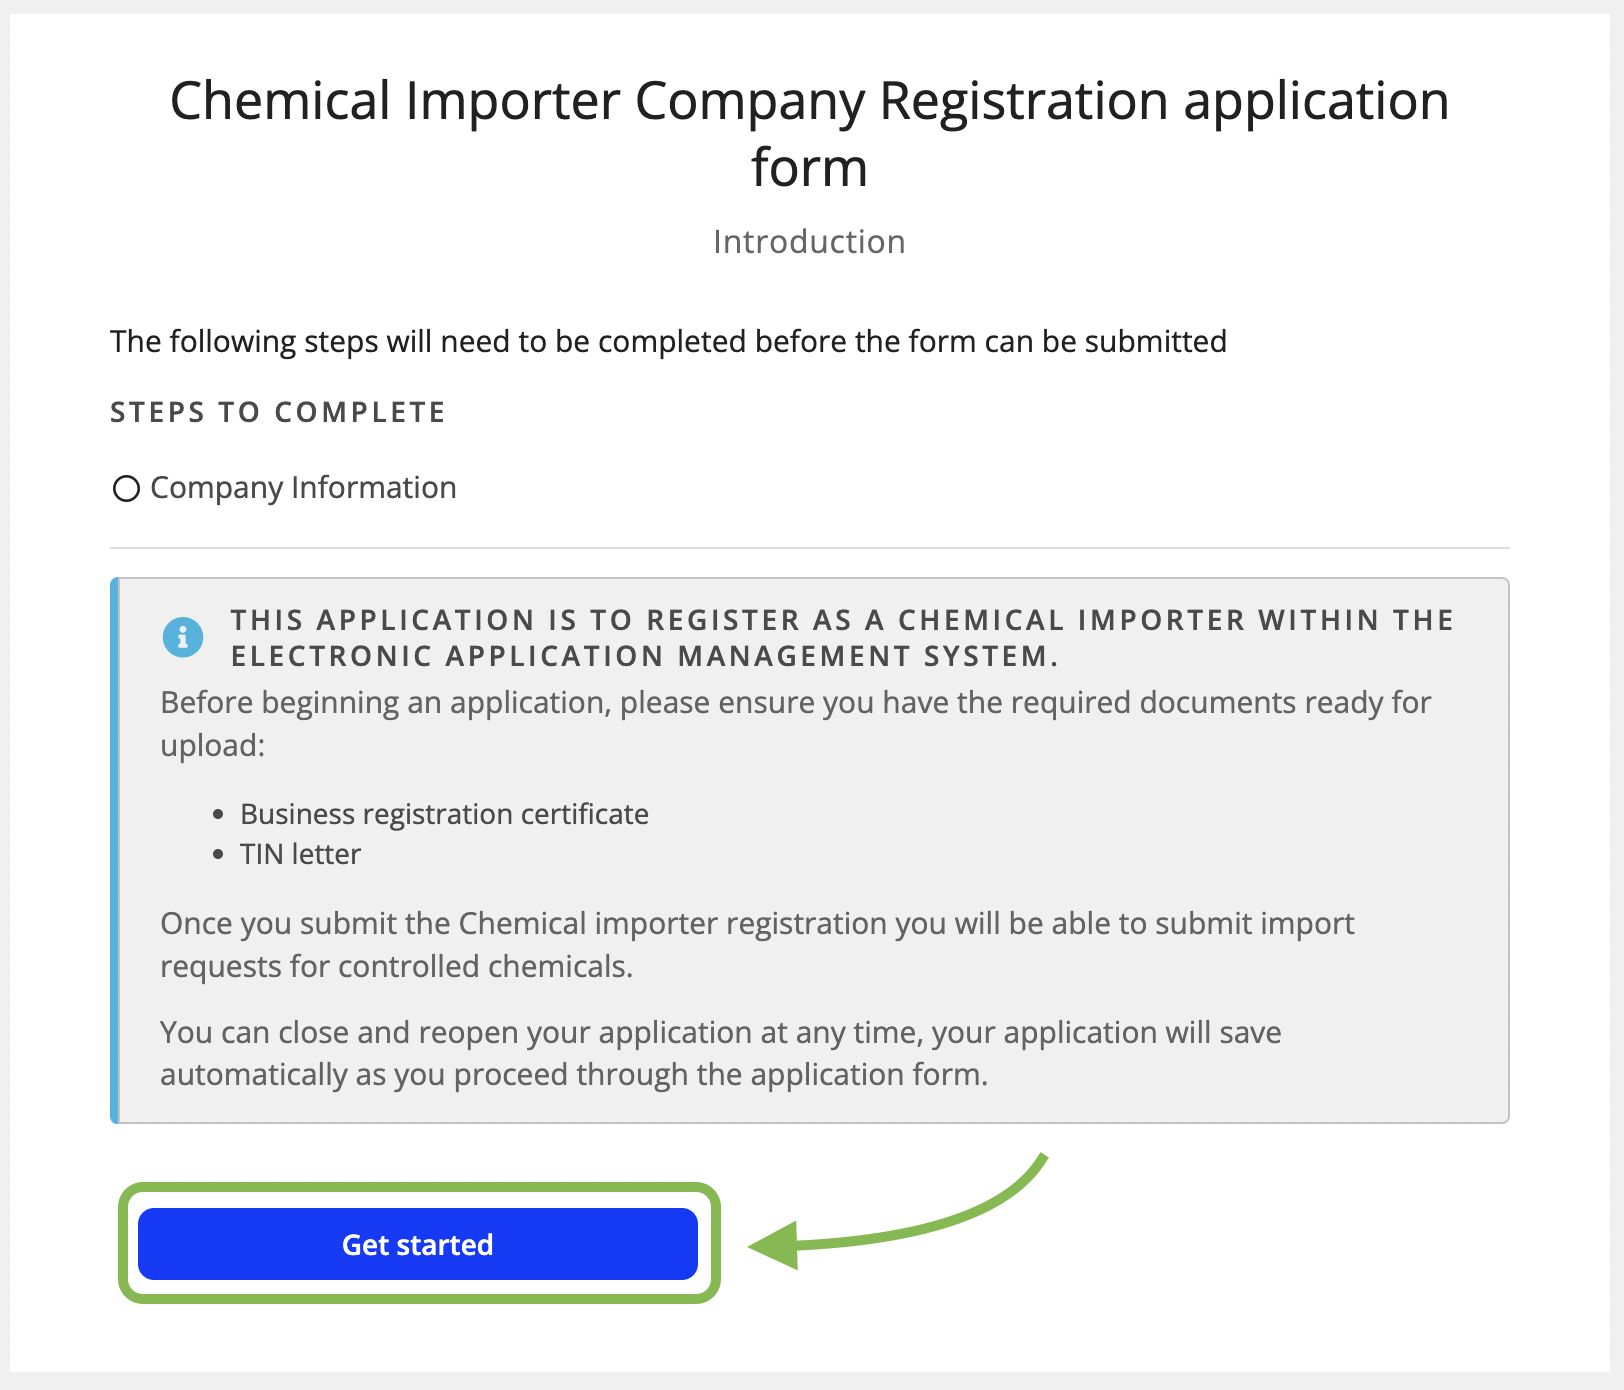 Chemical Importer Company Registration application
form
Introduction
The following steps will need to be completed before the form can be submitted
STEPS TO COMPLETE
Company Information
THIS APPLICATION IS TO REGISTER AS A CHEMICAL IMPORTER WITHIN THE
ELECTRONIC APPLICATION MANAGEMENT SYSTEM.
Before beginning an application, please ensure you have the required documents ready for
upload:
• Business registration certificate
• TIN letter
Once you submit the Chemical importer registration you will be able to submit import
requests for controlled chemicals.
You can close and reopen your application at any time, your application will save
automatically as you proceed through the application form.
Get started